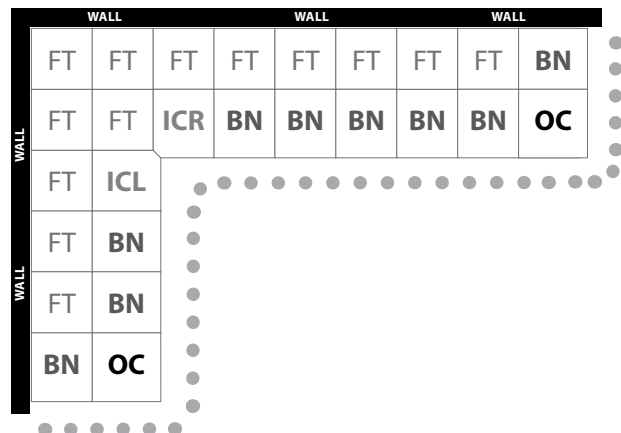 WALL WALL WALL
FT FT FT FT FT FT FT FT BN
FT FT ICR BN BN BN BN BN OC
WALL
FT ICL
FT BN
WALL
FT BN
BN OC